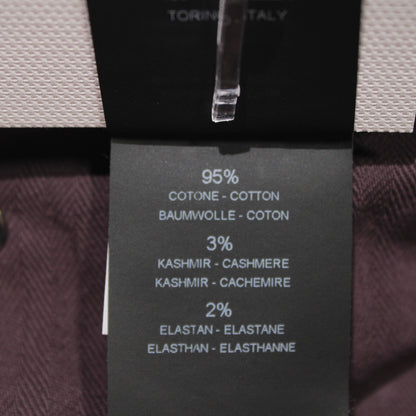 TORINO, ITALY
95%
COTONE - COTTON
BAUMWOLLE - COTON
3%
KASHMIR - CASHMERE
KASHMIR - CACHEMIRE
2%
ELASTAN - ELASTANE
ELASTHAN - ELASTHANNE